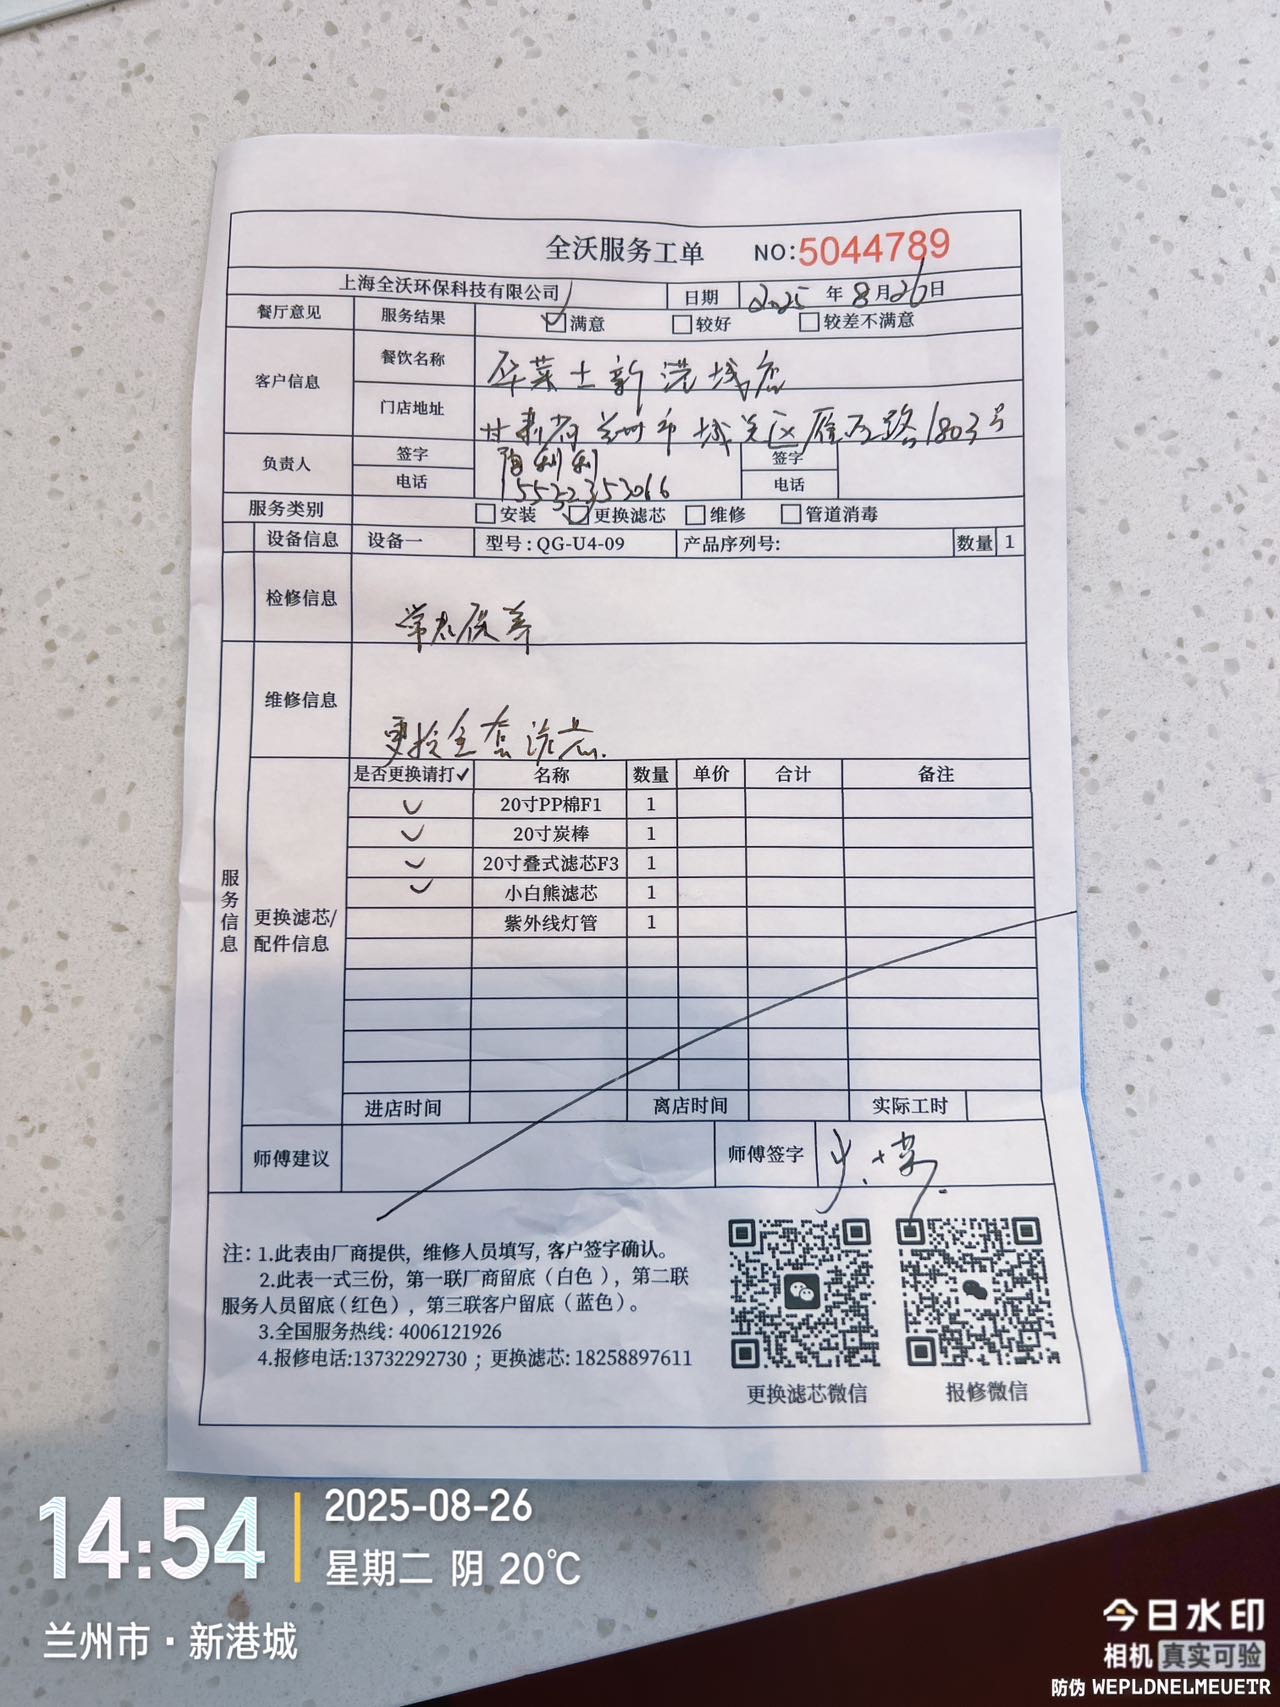 全沃服务工单 NO:5044789
上海全沃环保科技有限公司 日期 2025年8月26日
餐厅意见 服务结果 ☑满意 □较好 □较差不满意
客户信息 餐饮名称 华莱士新港城店
门店地址 甘肃省兰州市城关区雁西路1803号
负责人 签字 陶利利 签字
电话 15532353066 电话
服务类别 □安装 ☑更换滤芯 □维修 □管道消毒
设备信息 设备一 型号:QG-U4-09 产品序列号: 数量 1
检修信息 常规保养
维修信息 更换全套滤芯.
服务信息
更换滤芯/配件信息
是否更换请打✓ 名称 数量 单价 合计 备注
✓ 20寸PP棉F1 1
✓ 20寸炭棒 1
✓ 20寸叠式滤芯F3 1
✓ 小白熊滤芯 1
紫外线灯管 1
进店时间 离店时间 实际工时
师傅建议 师傅签字
注: 1.此表由厂商提供, 维修人员填写, 客户签字确认。
2.此表一式三份, 第一联厂商留底(白色), 第二联
服务人员留底(红色), 第三联客户留底(蓝色)。
3.全国服务热线: 4006121926
4.报修电话:13732292730 ; 更换滤芯: 18258897611
更换滤芯微信 报修微信
14:54 2025-08-26
星期二 阴 20℃
兰州市·新港城
今日水印
相机 真实可验
防伪 WEPLDNELMEUETR